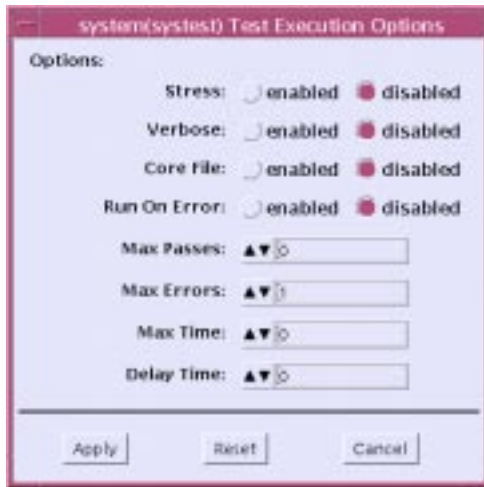 system(systest) Test Execution Options
Options:
Stress: enabled disabled
Verbose: enabled disabled
Core File: enabled disabled
Run On Error: enabled disabled
Max Passes: 0
Max Errors: 1
Max Time: 0
Delay Time: 0
Apply Reset Cancel